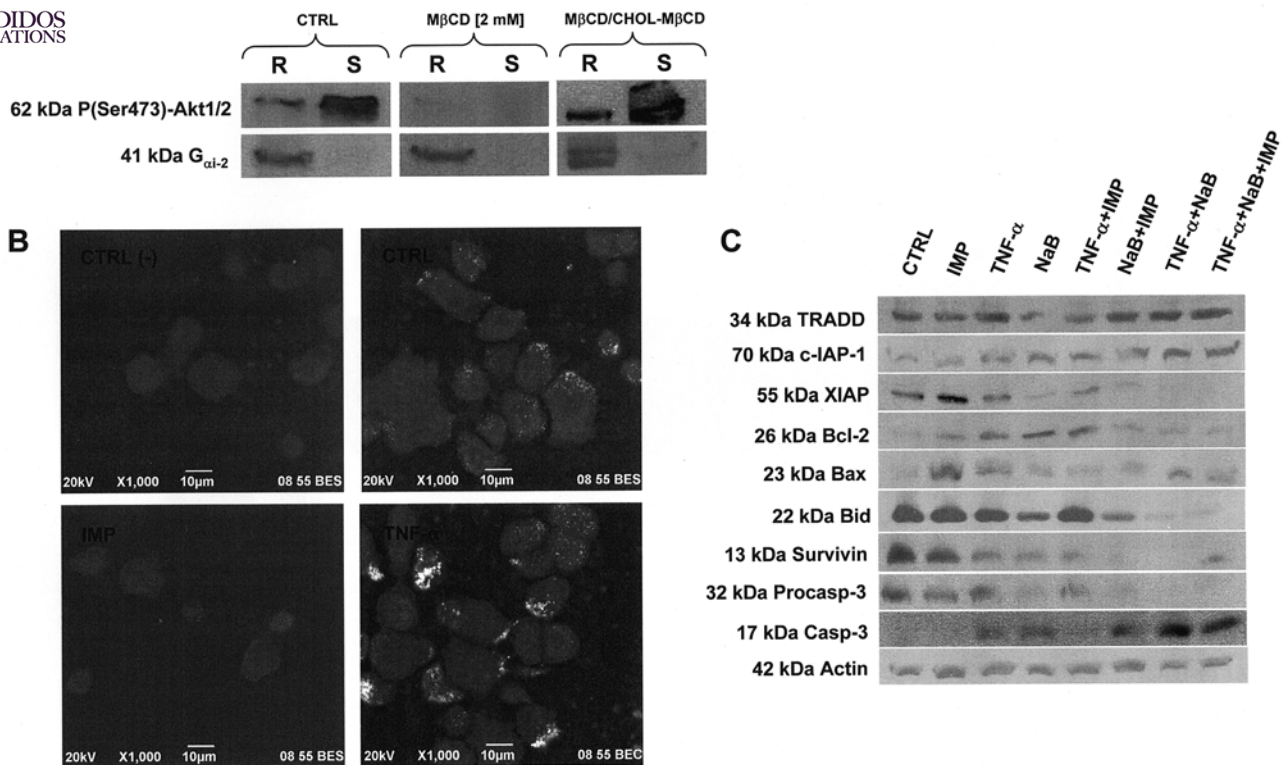 DIDOS
ATIONS
CTRL MβCD [2 mM] MβCD/CHOL-MβCD
R S R S R S
62 kDa P(Ser473)-Akt1/2
41 kDa Gαi-2
B
CTRL (-)
20kV X1,000 10μm 08 55 BES
CTRL
20kV X1,000 10μm 08 55 BES
IMP
20kV X1,000 10μm 08 55 BES
TNF-α
20kV X1,000 10μm 08 55 BEC
C
CTRL IMP TNF-α NaB TNF-α+IMP NaB+IMP TNF-α+NaB TNF-α+NaB+IMP
34 kDa TRADD
70 kDa c-IAP-1
55 kDa XIAP
26 kDa Bcl-2
23 kDa Bax
22 kDa Bid
13 kDa Survivin
32 kDa Procasp-3
17 kDa Casp-3
42 kDa Actin